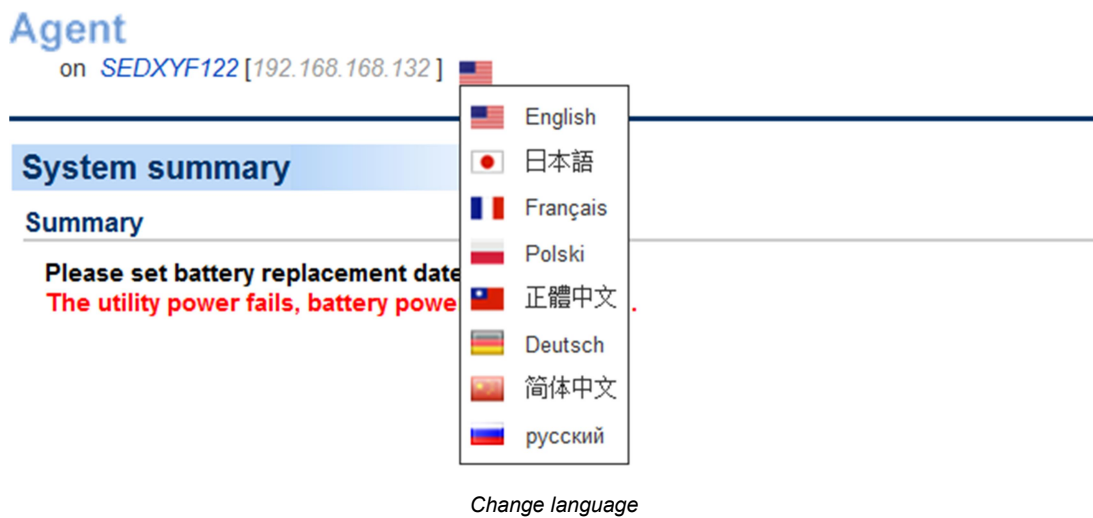 Agent
on SEDXYF122 [192.168.168.132 ]
English
System summary
日本語
Français
Summary
Polski
Please set battery replacement date
正體中文
The utility power fails, battery powe .
Deutsch
简体中文
русский
Change language